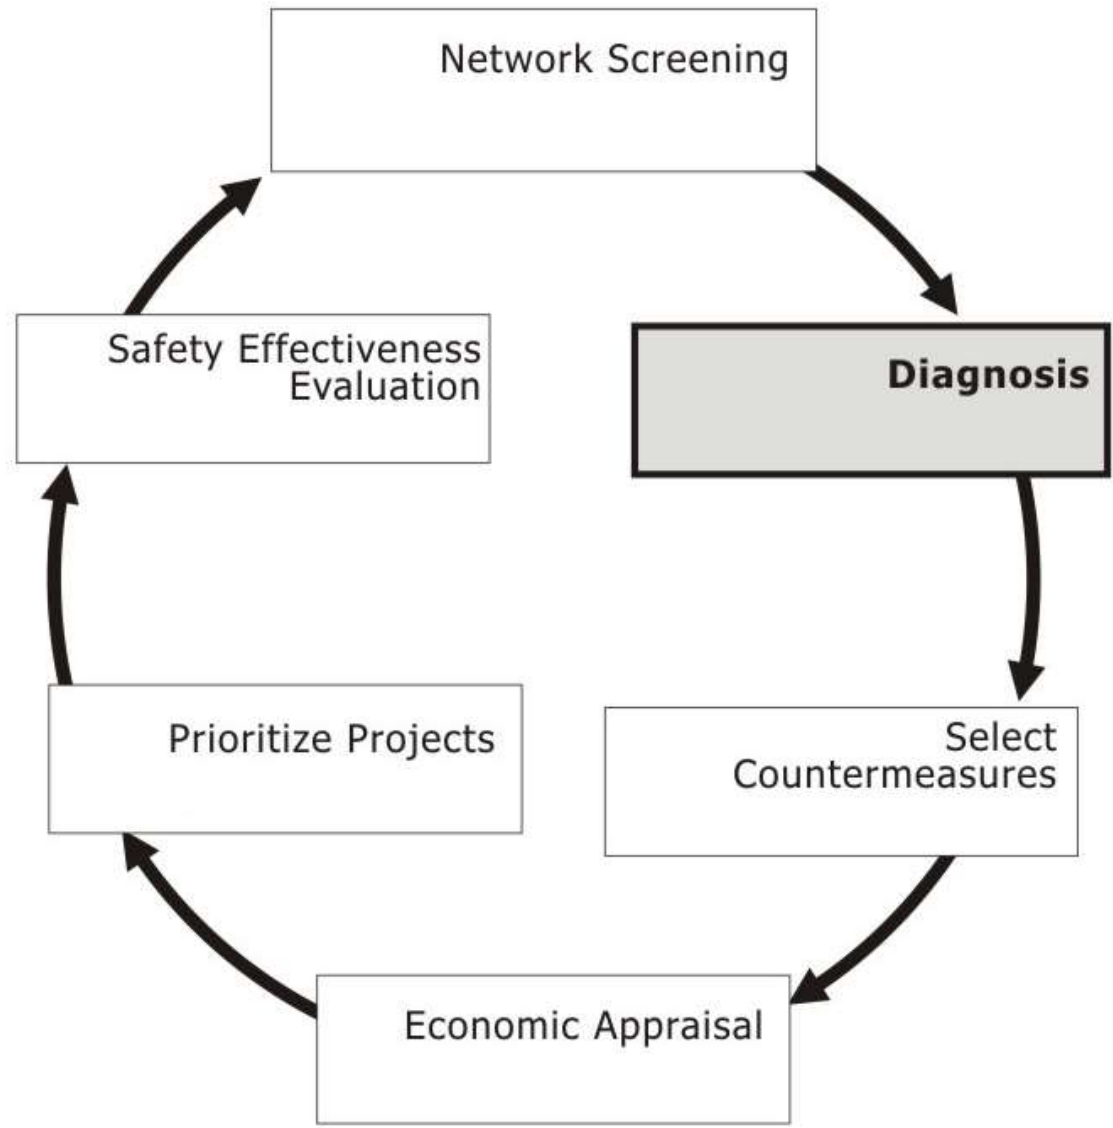 Network Screening
Diagnosis
Select
Countermeasures
Economic Appraisal
Prioritize Projects
Safety Effectiveness
Evaluation